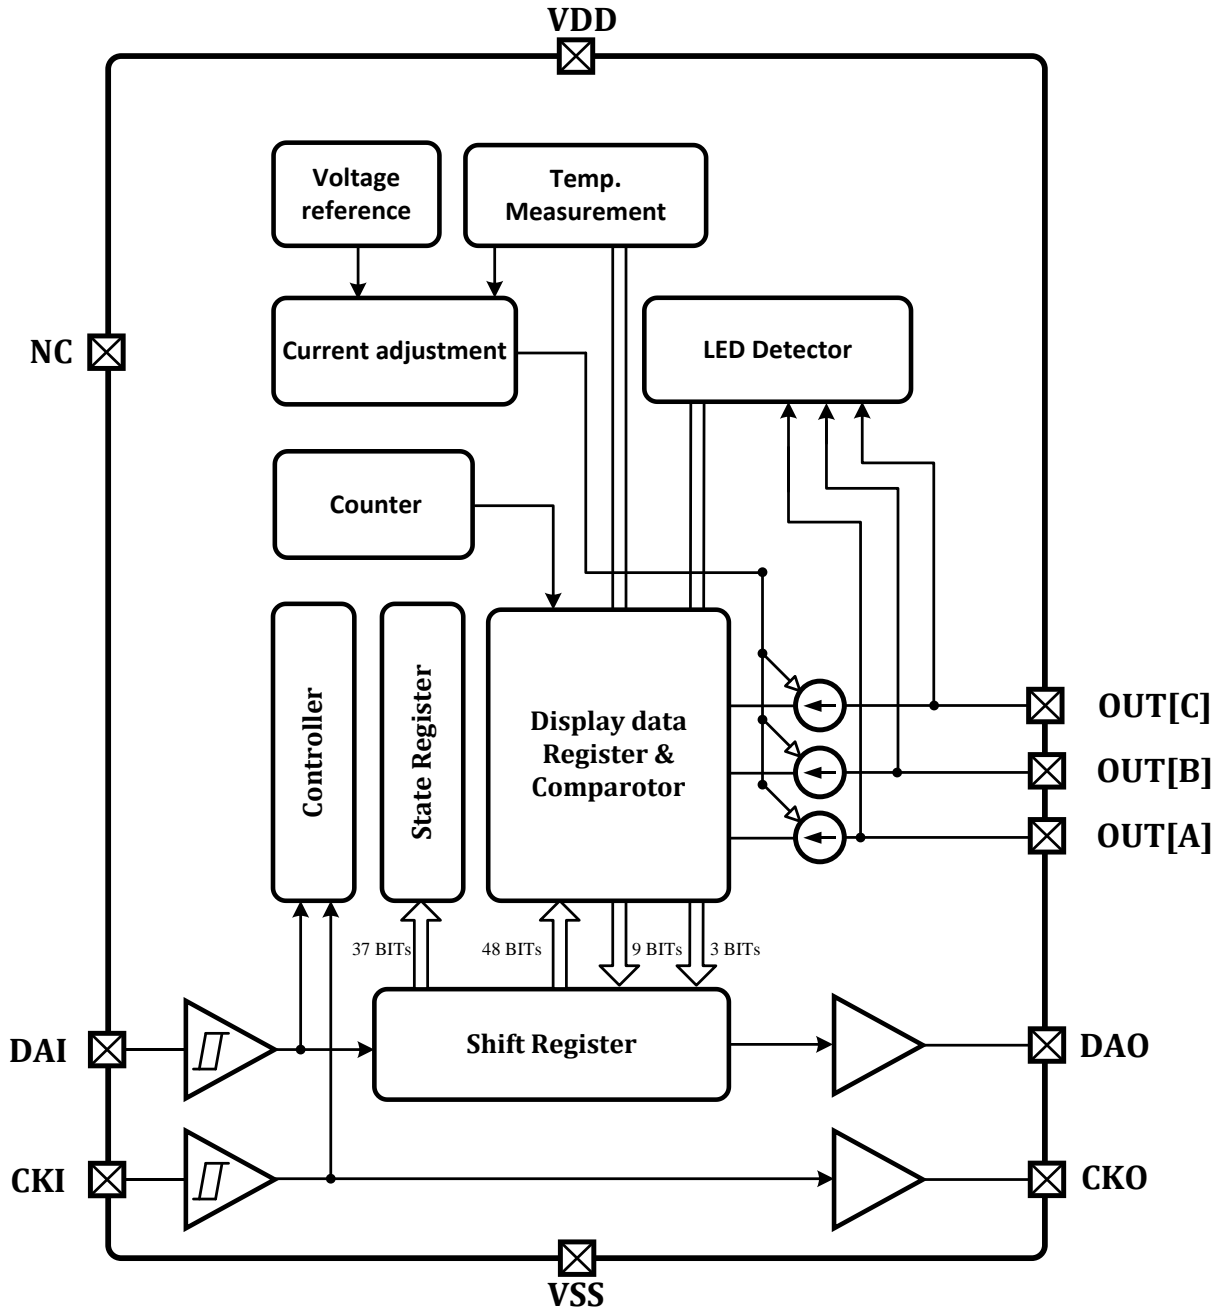 VDD
Voltage
reference
Temp.
Measurement
NC
Current adjustment
LED Detector
Counter
Controller
State Register
Display data
Register &
Comparotor
OUT[C]
OUT[B]
OUT[A]
37 BITs
48 BITs
9 BITs
3 BITs
DAI
Shift Register
DAO
CKI
CKO
VSS